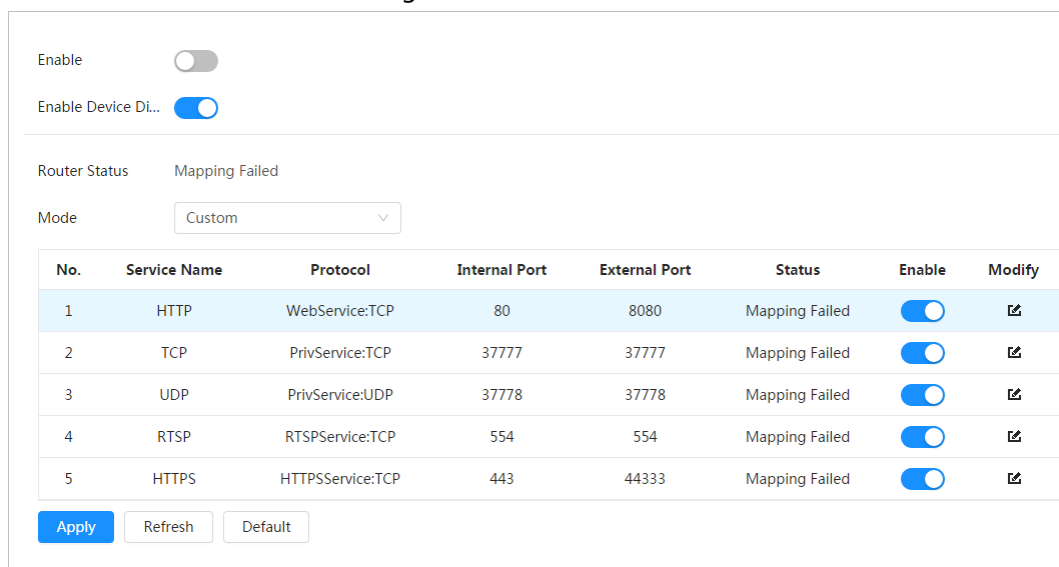 Enable
Enable Device Di...
Router Status Mapping Failed
Mode Custom
No. Service Name Protocol Internal Port External Port Status Enable Modify
1 HTTP WebService:TCP 80 8080 Mapping Failed
2 TCP PrivService:TCP 37777 37777 Mapping Failed
3 UDP PrivService:UDP 37778 37778 Mapping Failed
4 RTSP RTSPService:TCP 554 554 Mapping Failed
5 HTTPS HTTPSService:TCP 443 44333 Mapping Failed
Apply Refresh Default